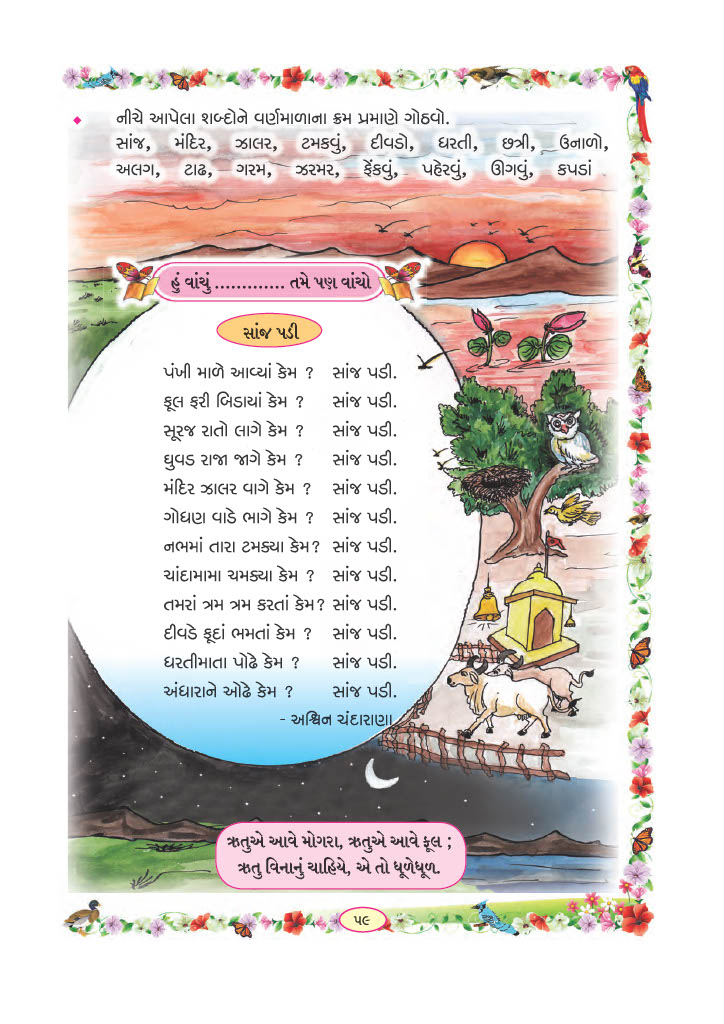 નીચે આપેલા શબ્દોને વર્ણમાળાના ક્રમ પ્રમાણે ગોઠવો.
સાંજ, મંદિર, ઝાલર, ટમકવું, દીવડો, ધરતી, છત્રી, ઉનાળો,
અલગ, ટાઢ, ગરમ, ઝરમર, ફેંકવું, પહેરવું, ઊગવું, કપડાં
હું વાંચું ............. તમે પણ વાંચો
સાંજ પડી
પંખી માળે આવ્યાં કેમ ? સાંજ પડી.
ફૂલ ફરી બિડાયાં કેમ ? સાંજ પડી.
સૂરજ રાતો લાગે કેમ ? સાંજ પડી.
ઘુવડ રાજા જાગે કેમ ? સાંજ પડી.
મંદિર ઝાલર વાગે કેમ ? સાંજ પડી.
ગોધણ વાડે ભાગે કેમ ? સાંજ પડી.
નભમાં તારા ટમક્યા કેમ? સાંજ પડી.
ચાંદામામા ચમક્યા કેમ ? સાંજ પડી.
તમરાં ત્રમ ત્રમ કરતાં કેમ? સાંજ પડી.
દીવડે ફૂદાં ભમતાં કેમ ? સાંજ પડી.
ધરતીમાતા પોઢે કેમ ? સાંજ પડી.
અંધારાને ઓઢે કેમ ? સાંજ પડી.
- અશ્વિન ચંદારાણા
ઋતુએ આવે મોગરા, ઋતુએ આવે ફૂલ ;
ઋતુ વિનાનું ચાહિયે, એ તો ધૂળેધૂળ.
૫૯